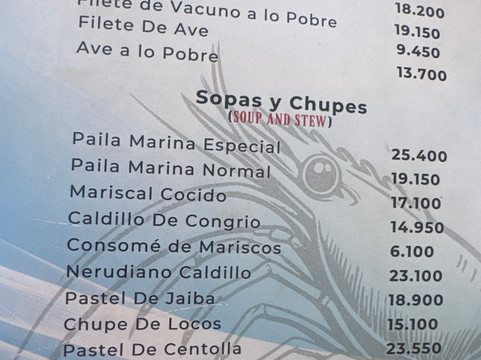 18.200
Filete de Vacuno a lo Pobre 19.150
Filete De Ave 9.450
Ave a lo Pobre 13.700
Sopas y Chupes
(SOUP AND STEW)
Paila Marina Especial 25.400
Paila Marina Normal 19.150
Mariscal Cocido 17.100
Caldillo De Congrio 14.950
Consomé de Mariscos 6.100
Nerudiano Caldillo 23.100
Pastel De Jaiba 18.900
Chupe De Locos 15.100
Pastel De Centolla 23.550